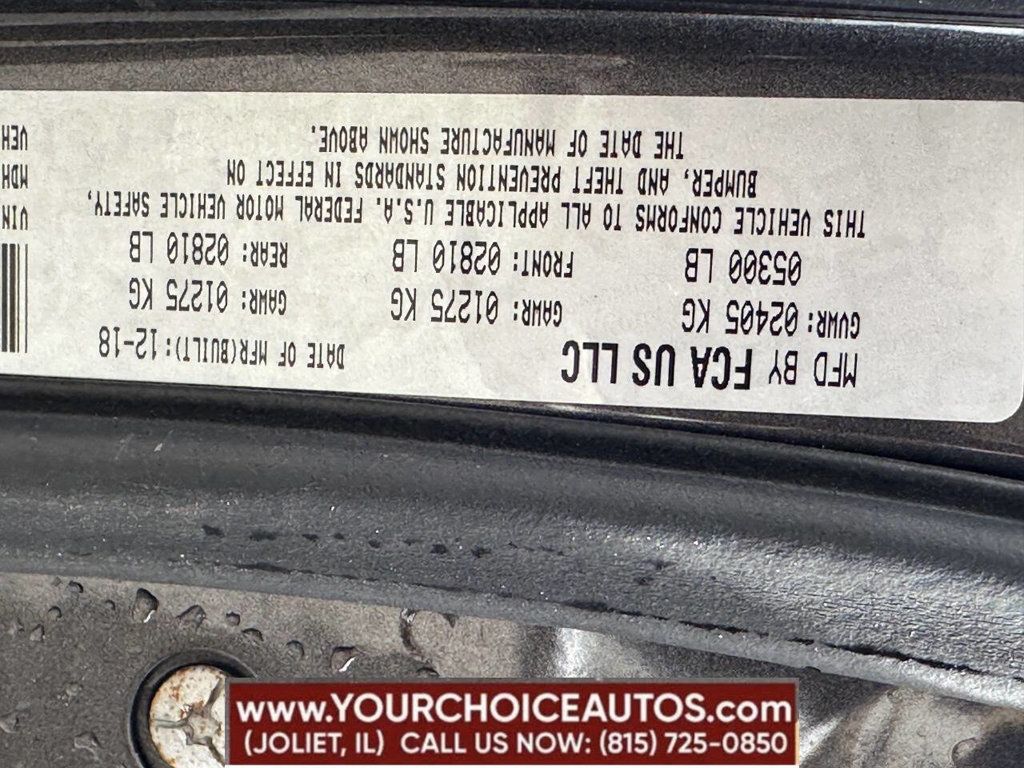 MFD BY FCA US LLC
DATE OF MFR(BUILT):12-18
GVWR:02405 KG
GAWR: 01275 KG
GAWR: 01275 KG
05300 LB
FRONT: 02810 LB
REAR: 02810 LB
THIS VEHICLE CONFORMS TO ALL APPLICABLE U.S.A. FEDERAL MOTOR VEHICLE SAFETY,
BUMPER, AND THEFT PREVENTION STANDARDS IN EFFECT ON
THE DATE OF MANUFACTURE SHOWN ABOVE.
VIN
MDH
VEH
www.YOURCHOICEAUTOS.com
(JOLIET, IL) CALL US NOW: (815) 725-0850